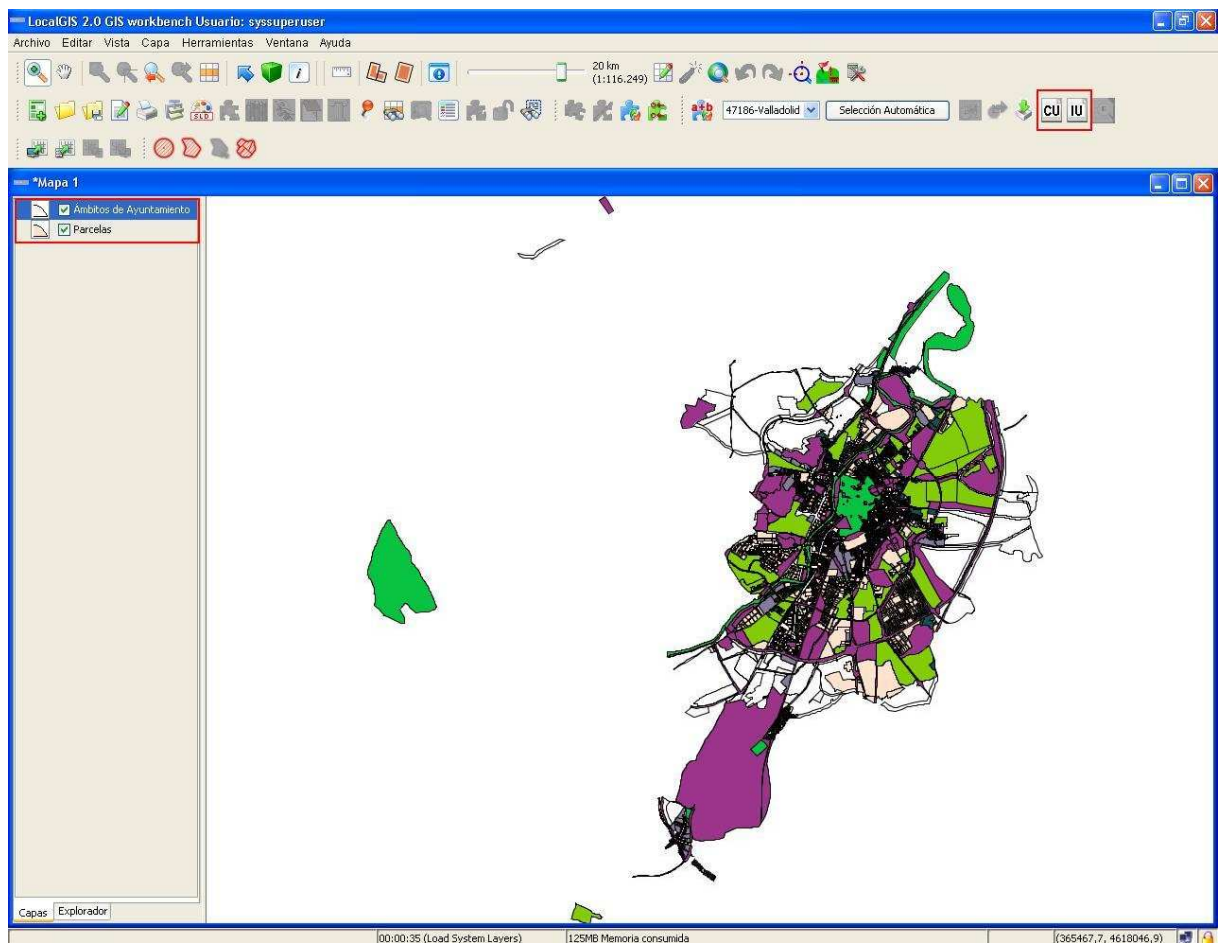 LocalGIS 2.0 GIS workbench Usuario: syssuperuser
Archivo Editar Vista Capa Herramientas Ventana Ayuda
20 km
(1:116.249)
SLD
a+b
47186-Valladolid
Selección Automática
CU
IU
*Mapa 1
Ámbitos de Ayuntamiento
Parcelas
Capas
Explorador
00:00:35 (Load System Layers)
125MB Memoria consumida
(365467,7, 4618046,9)